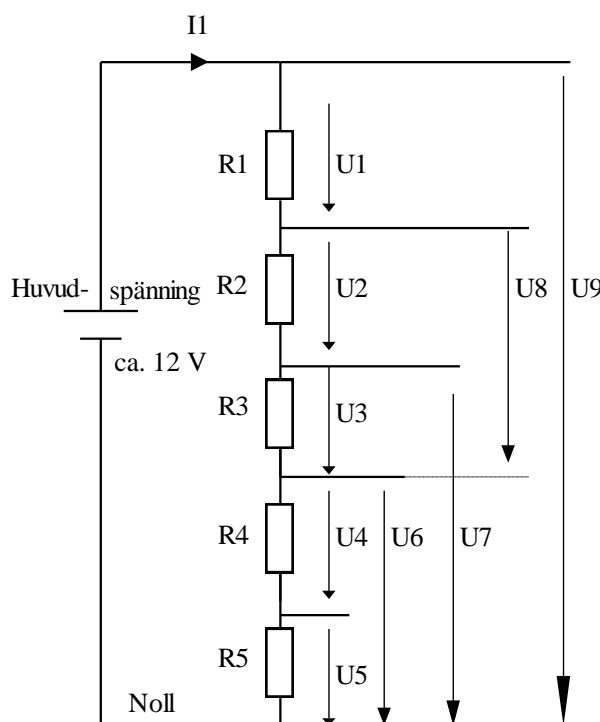 I1
R1 U1
Huvud- spänning R2 U2 U8 U9
ca. 12 V
R3 U3
R4 U4 U6 U7
R5 U5
Noll